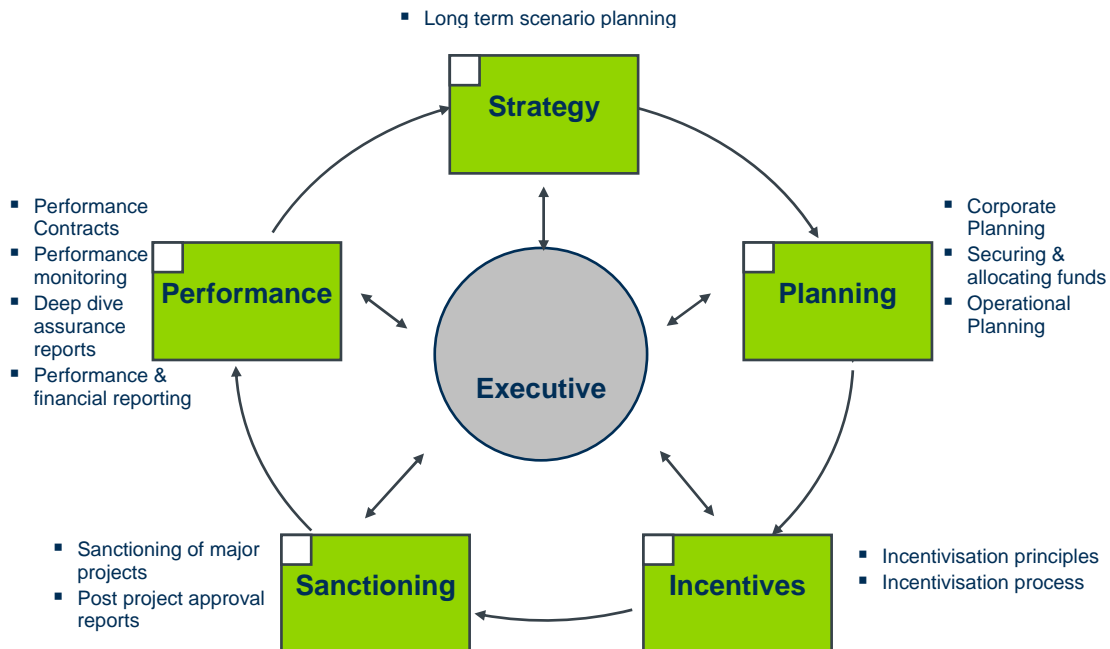 ▪ Long term scenario planning
Strategy
▪ Performance
Contracts
▪ Performance
monitoring
▪ Deep dive
assurance
reports
▪ Performance &
financial reporting
Performance
Executive
Planning
▪ Corporate
Planning
▪ Securing &
allocating funds
▪ Operational
Planning
▪ Sanctioning of major
projects
▪ Post project approval
reports
Sanctioning
Incentives
▪ Incentivisation principles
▪ Incentivisation process